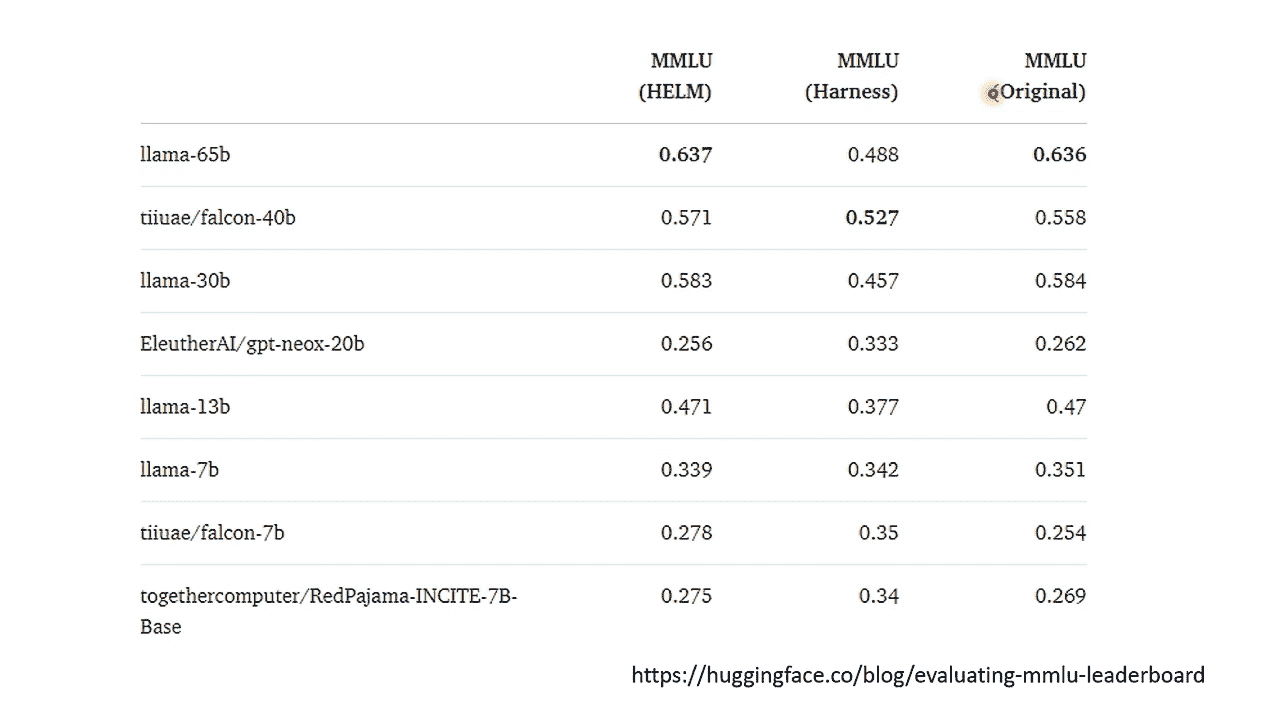 MMLU (HELM) MMLU (Harness) MMLU (Original)
llama-65b 0.637 0.488 0.636
tiiuae/falcon-40b 0.571 0.527 0.558
llama-30b 0.583 0.457 0.584
EleutherAI/gpt-neox-20b 0.256 0.333 0.262
llama-13b 0.471 0.377 0.47
llama-7b 0.339 0.342 0.351
tiiuae/falcon-7b 0.278 0.35 0.254
togethercomputer/RedPajama-INCITE-7B- 0.275 0.34 0.269
Base
https://huggingface.co/blog/evaluating-mmlu-leaderboard